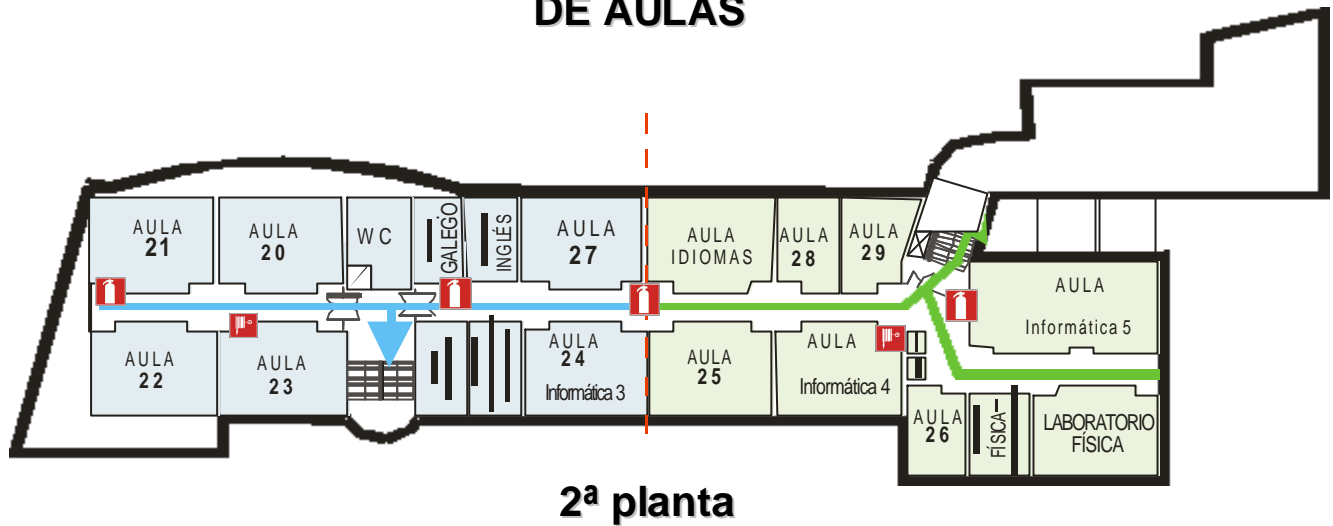 DE AULAS
AULA
21
AULA
20
W C
GALEGO
INGLÉS
AULA
27
AULA
IDIOMAS
AULA
28
AULA
29
AULA
Informática 5
AULA
22
AULA
23
AULA
24
Informática 3
AULA
25
AULA
Informática 4
AULA
26
FÍSICA–
LABORATORIO
FÍSICA
2ª planta